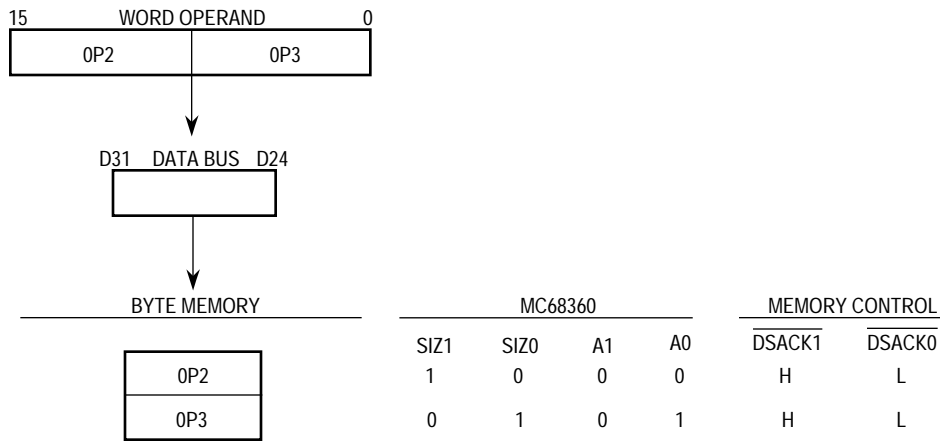 15 WORD OPERAND 0
0P2 0P3
D31 DATA BUS D24
BYTE MEMORY MC68360 MEMORY CONTROL
SIZ1 SIZ0 A1 A0 DSACK1 DSACK0
0P2 1 0 0 0 H L
0P3 0 1 0 1 H L